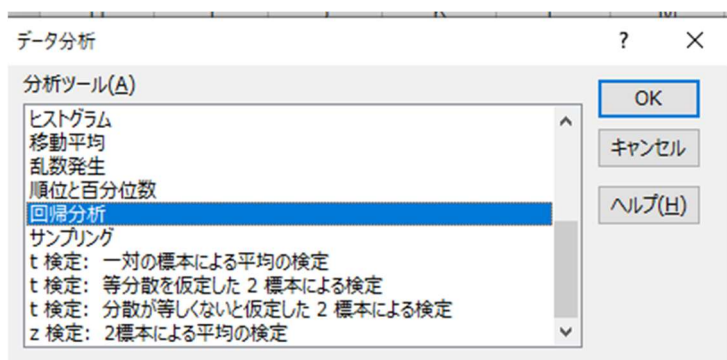 データ分析
?
×
分析ツール(A)
ヒストグラム
移動平均
乱数発生
順位と百分位数
回帰分析
サンプリング
t 検定: 一対の標本による平均の検定
t 検定: 等分散を仮定した 2 標本による検定
t 検定: 分散が等しくないと仮定した 2 標本による検定
z 検定: 2標本による平均の検定
OK
キャンセル
ヘルプ(H)